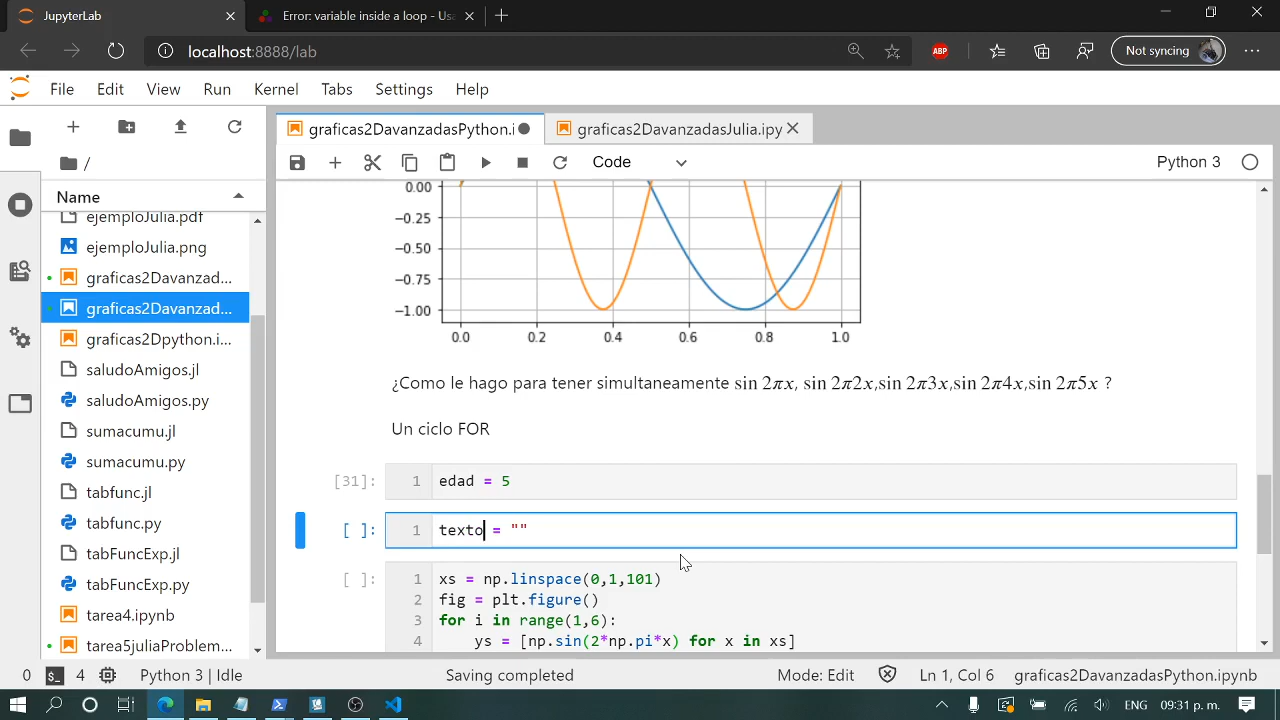 JupyterLab
Error: variable inside a loop - Us
localhost:8888/lab
ABP
Not syncing
File Edit View Run Kernel Tabs Settings Help
graficas2DavanzadasPython.i
graficas2DavanzadasJulia.ipy
/
Code
Python 3
Name
ejemploJulia.pdf
ejemploJulia.png
graficas2Davanzad...
graficas2Davanzad...
graficas2Dpython.i...
saludoAmigos.jl
saludoAmigos.py
sumacumu.jl
sumacumu.py
tabfunc.jl
tabfunc.py
tabFuncExp.jl
tabFuncExp.py
tarea4.ipynb
tarea5juliaProblem...
0.00
−0.25
−0.50
−0.75
−1.00
0.0 0.2 0.4 0.6 0.8 1.0
¿Como le hago para tener simultaneamente sin 2πx, sin 2π2x,sin 2π3x,sin 2π4x,sin 2π5x ?
Un ciclo FOR
[31]: 1 edad = 5
[ ]: 1 texto = ""
[ ]: 1 xs = np.linspace(0,1,101)
2 fig = plt.figure()
3 for i in range(1,6):
4 ys = [np.sin(2*np.pi*x) for x in xs]
0 $_ 4 Python 3 | Idle Saving completed Mode: Edit Ln 1, Col 6 graficas2DavanzadasPython.ipynb
ENG 09:31 p. m.